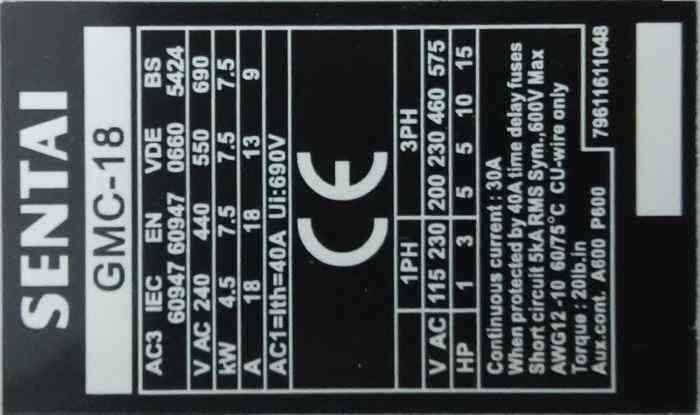 SENTAI
GMC-18
AC3 IEC EN VDE BS
60947 60947 0660 5424
V AC 240 440 550 690
kW 4.5 7.5 7.5 7.5
A 18 18 13 9
AC1=Ith=40A Ui:690V
CE
1PH 3PH
V AC 115 230 200 230 460 575
HP 1 3 5 5 10 15
Continuous current : 30A
When protected by 40A time delay fuses
Short circuit 5kA RMS Sym.,600V Max
AWG12 -10 60/75°C CU-wire only
Torque : 20lb.in
Aux.cont. A600 P600
79611611048